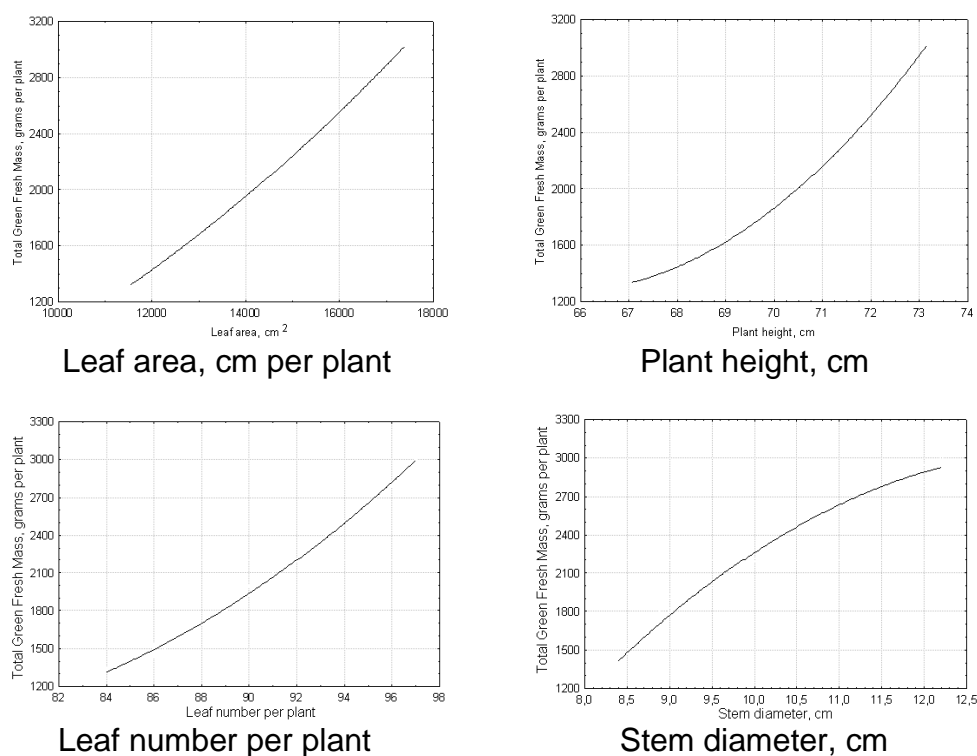 3200
2800
2400
2000
1600
1200
Total Green Fresh Mass, grams per plant
10000 12000 14000 16000 18000
Leaf area, cm 2
Leaf area, cm per plant
3200
2800
2400
2000
1600
1200
Total Green Fresh Mass, grams per plant
66 67 68 69 70 71 72 73 74
Plant height, cm
Plant height, cm
3300
3000
2700
2400
2100
1800
1500
1200
Total Green Fresh Mass, grams per plant
82 84 86 88 90 92 94 96 98
Leaf number per plant
Leaf number per plant
3300
3000
2700
2400
2100
1800
1500
1200
Total Green Fresh Mass, grams per plant
8,0 8,5 9,0 9,5 10,0 10,5 11,0 11,5 12,0 12,5
Stem diameter, cm
Stem diameter, cm